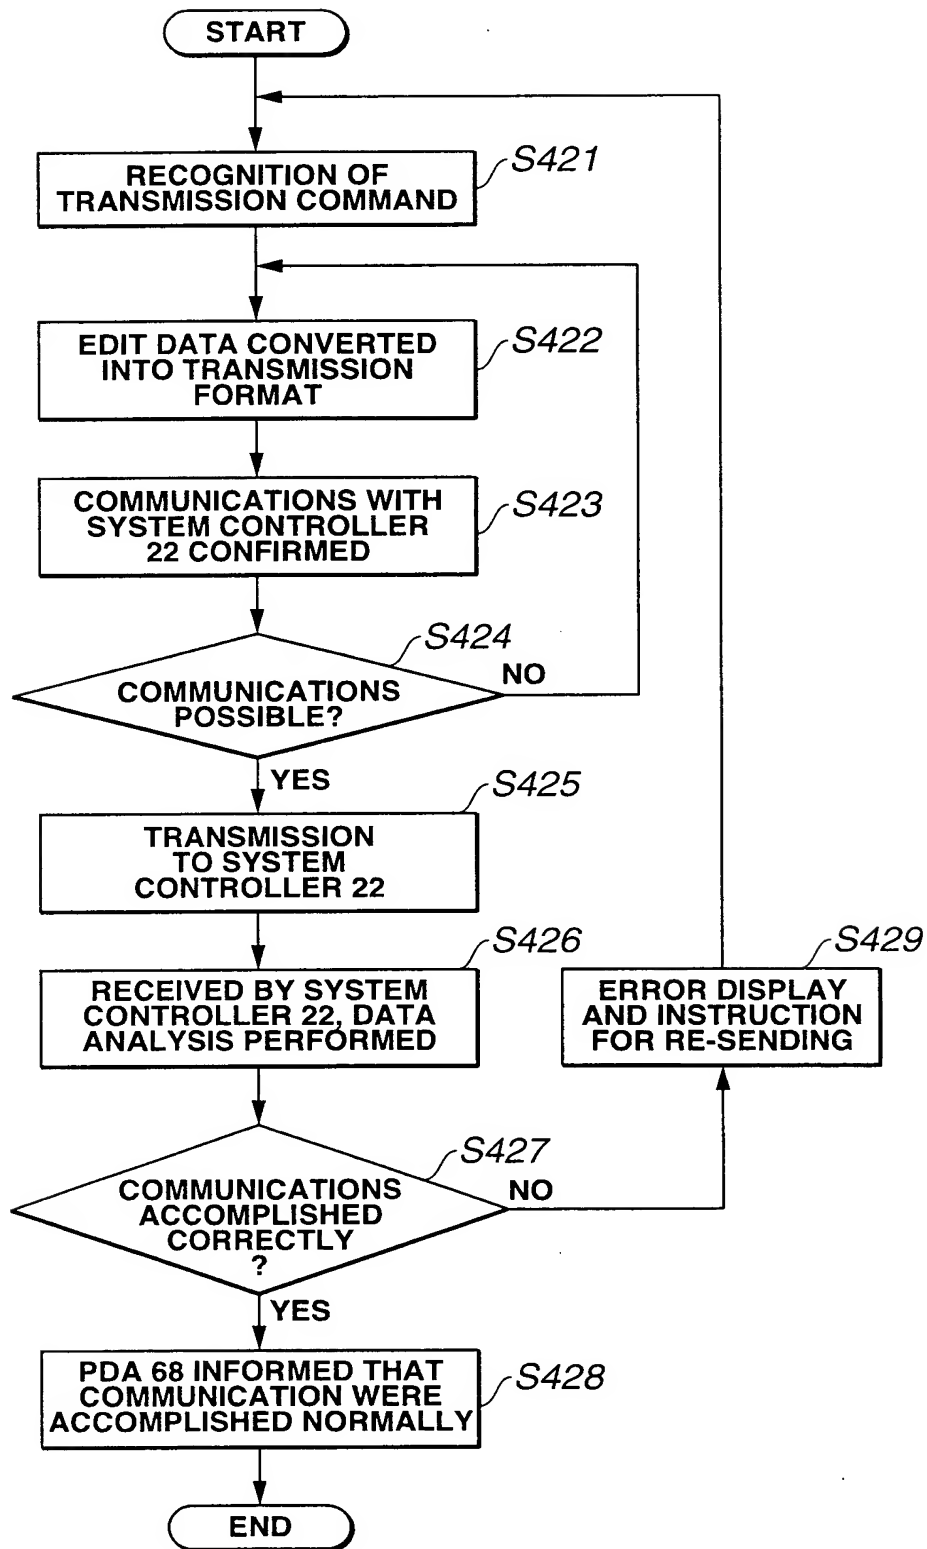 START
RECOGNITION OF
TRANSMISSION COMMAND
S421
EDIT DATA CONVERTED
INTO TRANSMISSION
FORMAT
S422
COMMUNICATIONS WITH
SYSTEM CONTROLLER
22 CONFIRMED
S423
S424
COMMUNICATIONS
POSSIBLE?
NO
YES
S425
TRANSMISSION
TO SYSTEM
CONTROLLER 22
S426
RECEIVED BY SYSTEM
CONTROLLER 22, DATA
ANALYSIS PERFORMED
S429
ERROR DISPLAY
AND INSTRUCTION
FOR RE-SENDING
S427
COMMUNICATIONS
ACCOMPLISHED
CORRECTLY
?
NO
YES
PDA 68 INFORMED THAT
COMMUNICATION WERE
ACCOMPLISHED NORMALLY
S428
END